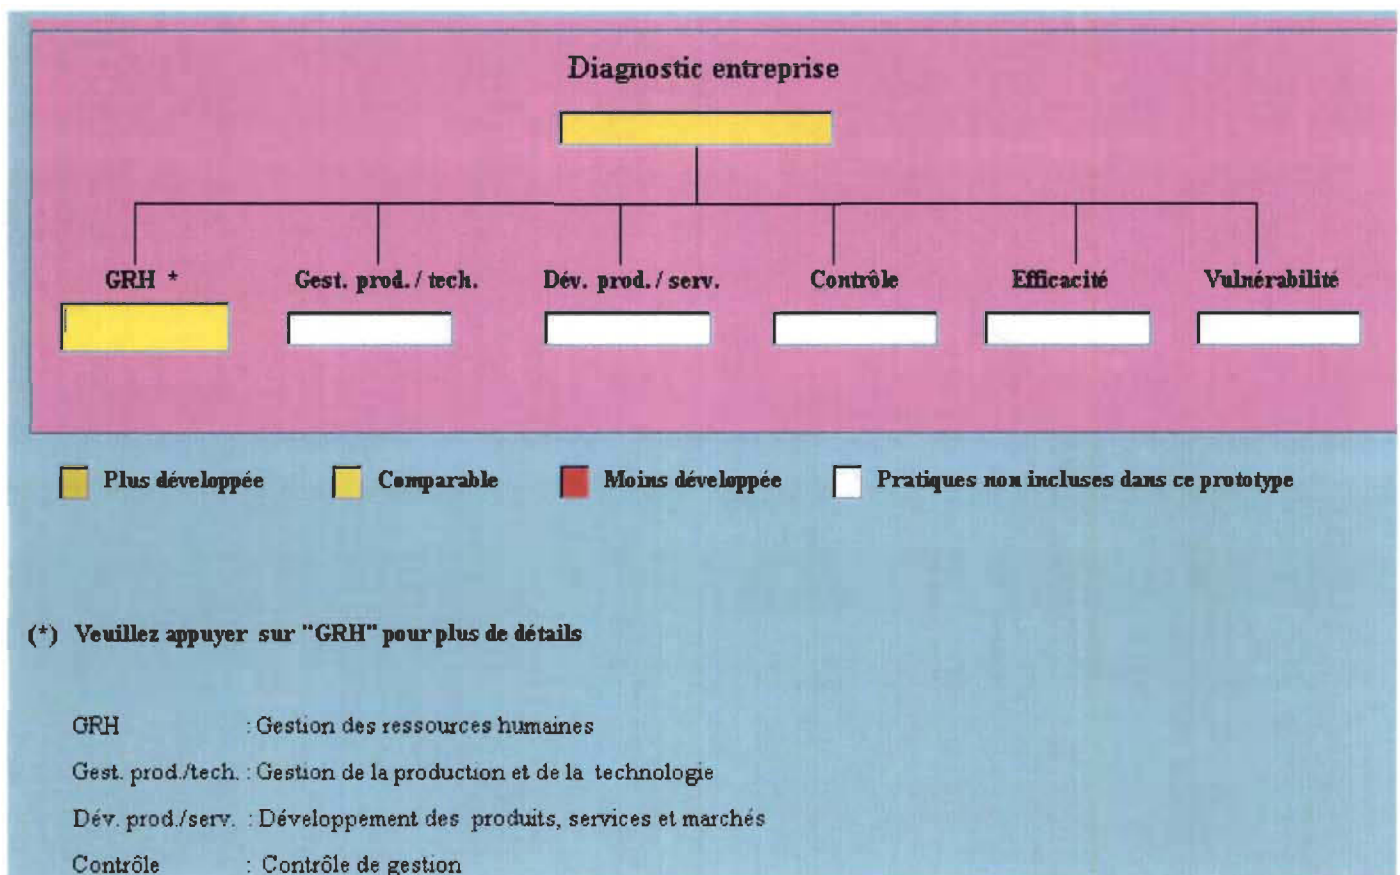 Diagnostic entreprise
GRH * Gest. prod. / tech. Dév. prod. / serv. Contrôle Efficacité Vulnérabilité
Plus développée Comparable Moins développée Pratiques non incluses dans ce prototype
(*) Veuillez appuyer sur "GRH" pour plus de détails
GRH : Gestion des ressources humaines
Gest. prod./tech. : Gestion de la production et de la technologie
Dév. prod./serv. : Développement des produits, services et marchés
Contrôle : Contrôle de gestion